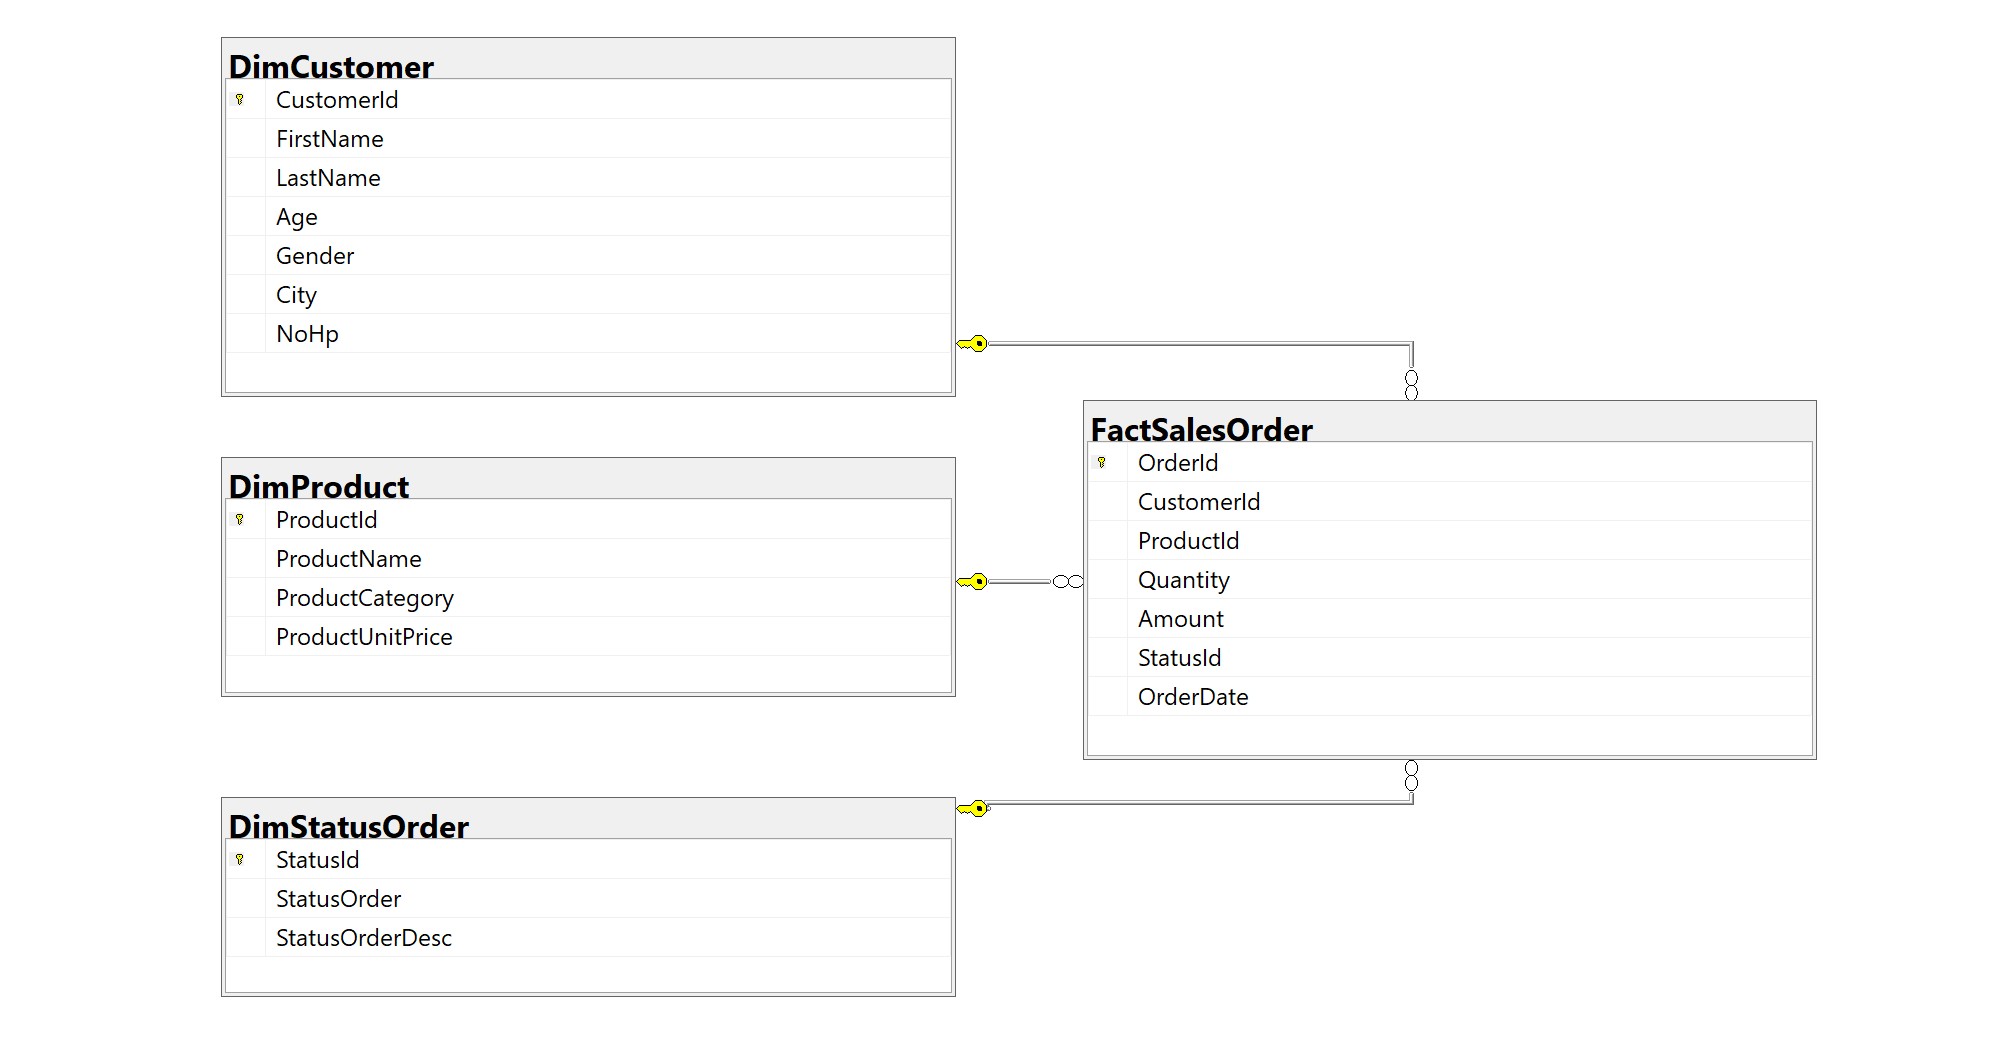 DimCustomer
CustomerId
FirstName
LastName
Age
Gender
City
NoHp
DimProduct
ProductId
ProductName
ProductCategory
ProductUnitPrice
DimStatusOrder
StatusId
StatusOrder
StatusOrderDesc
FactSalesOrder
OrderId
CustomerId
ProductId
Quantity
Amount
StatusId
OrderDate